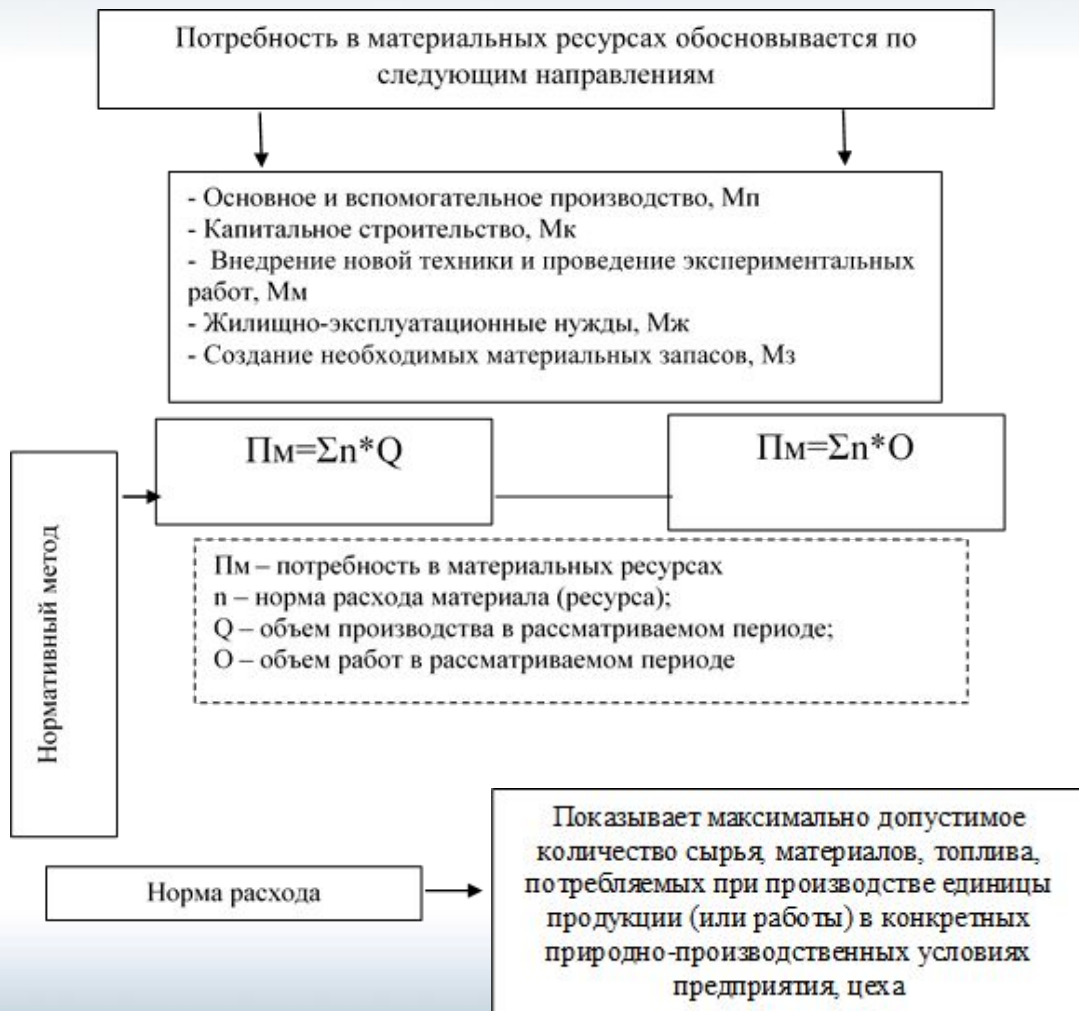 Потребность в материальных ресурсах обосновывается по
следующим направлениям
- Основное и вспомогательное производство, Мп
- Капитальное строительство, Мк
- Внедрение новой техники и проведение экспериментальных
работ, Мм
- Жилищно-эксплуатационные нужды, Мж
- Создание необходимых материальных запасов, Мз
Нормативный метод
Пм=Σn*Q
Пм=Σn*O
Пм – потребность в материальных ресурсах
n – норма расхода материала (ресурса);
Q – объем производства в рассматриваемом периоде;
О – объем работ в рассматриваемом периоде
Норма расхода
Показывает максимально допустимое
количество сырья, материалов, топлива,
потребляемых при производстве единицы
продукции (или работы) в конкретных
природно-производственных условиях
предприятия, цеха